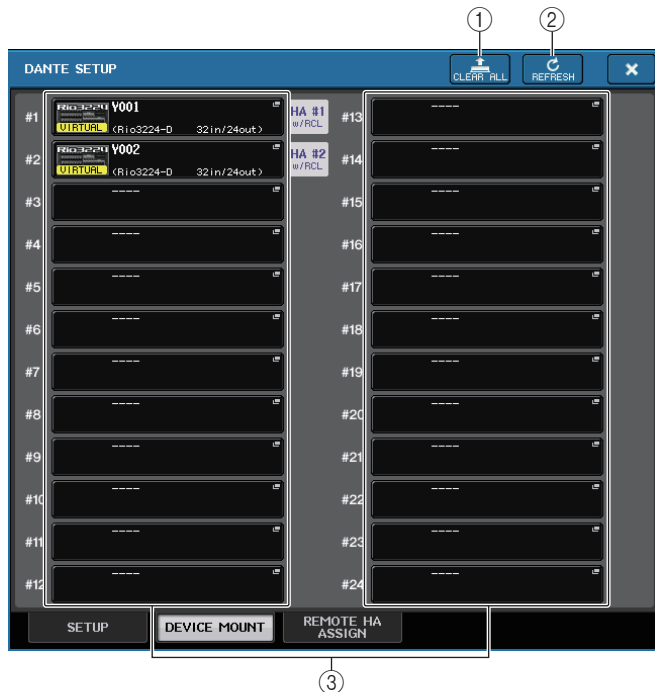 ① ②
DANTE SETUP CLEAR ALL REFRESH
#1 Rio3224 Y001 HA #1 #13 ----
VIRTUAL (Rio3224-D 32in/24out) w/RCL
#2 Rio3224 Y002 HA #2 #14 ----
VIRTUAL (Rio3224-D 32in/24out) w/RCL
#3 ---- #15 ----
#4 ---- #16 ----
#5 ---- #17 ----
#6 ---- #18 ----
#7 ---- #19 ----
#8 ---- #20 ----
#9 ---- #21 ----
#10 ---- #22 ----
#11 ---- #23 ----
#12 ---- #24 ----
SETUP DEVICE MOUNT REMOTE HA
ASSIGN
③